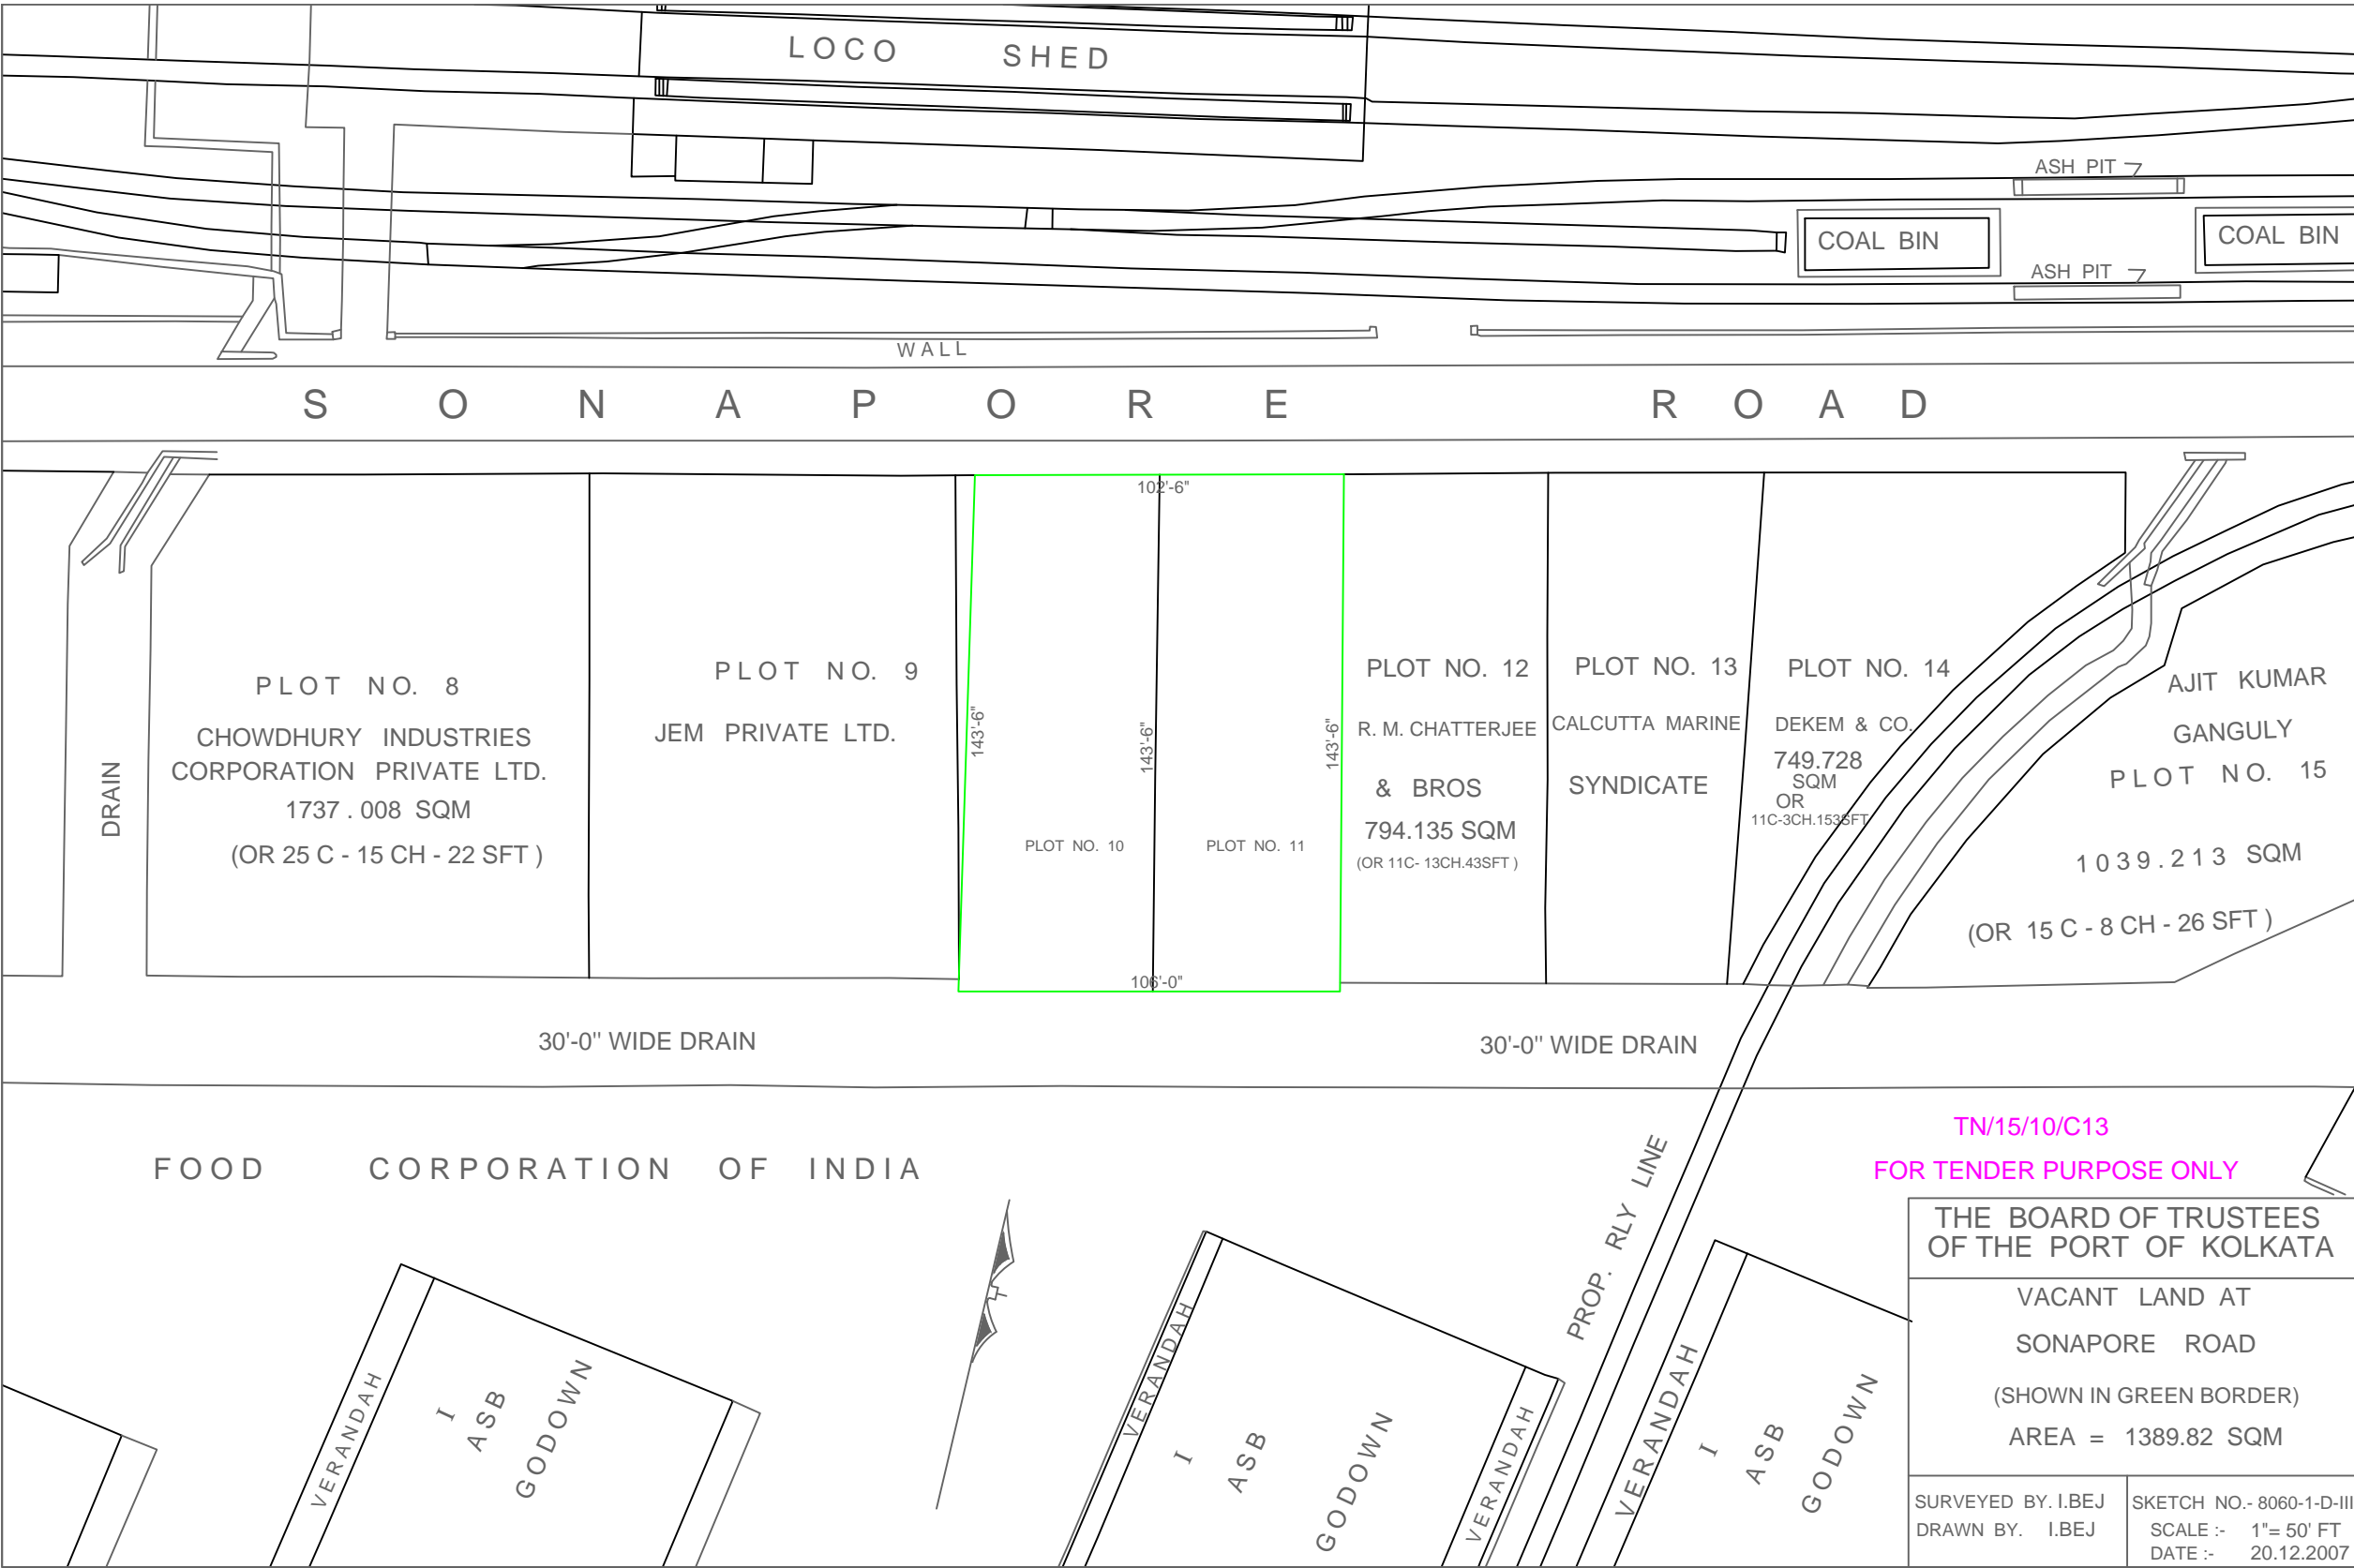 LOCO SHED
ASH PIT
COAL BIN
COAL BIN
ASH PIT
WALL
SONAPORE ROAD
102'-6"
PLOT NO. 8
CHOWDHURY INDUSTRIES
CORPORATION PRIVATE LTD.
1737 . 008 SQM
(OR 25 C - 15 CH - 22 SFT )
DRAIN
PLOT NO. 9
JEM PRIVATE LTD.
143'-6"
143'-6"
143'-6"
PLOT NO. 10
PLOT NO. 11
106'-0"
PLOT NO. 12
R. M. CHATTERJEE
& BROS
794.135 SQM
(OR 11C- 13CH.43SFT )
PLOT NO. 13
CALCUTTA MARINE
SYNDICATE
PLOT NO. 14
DEKEM & CO.
749.728
SQM
OR
11C-3CH.153SFT
AJIT KUMAR
GANGULY
PLOT NO. 15
1039.213 SQM
(OR 15 C - 8 CH - 26 SFT )
30'-0" WIDE DRAIN
30'-0" WIDE DRAIN
FOOD CORPORATION OF INDIA
PROP. RLY LINE
VERANDAH
I
ASB
GODOWN
VERANDAH
I
ASB
GODOWN
VERANDAH
VERANDAH
I
ASB
GODOWN
TN/15/10/C13
FOR TENDER PURPOSE ONLY
THE BOARD OF TRUSTEES
OF THE PORT OF KOLKATA
VACANT LAND AT
SONAPORE ROAD
(SHOWN IN GREEN BORDER)
AREA = 1389.82 SQM
SURVEYED BY. I.BEJ
DRAWN BY. I.BEJ
SKETCH NO.- 8060-1-D-III
SCALE :- 1"= 50' FT
DATE :- 20.12.2007